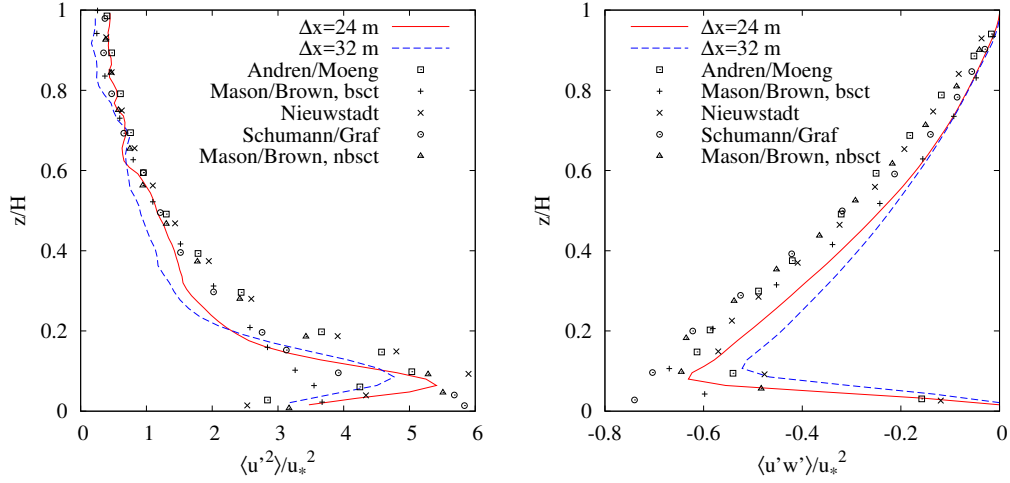 Δx=24 m
Δx=32 m
Andren/Moeng
Mason/Brown, bsct
Nieuwstadt
Schumann/Graf
Mason/Brown, nbsct
1
0.8
0.6
0.4
0.2
0
z/H
0 1 2 3 4 5 6
⟨u'²⟩/u*²
Δx=24 m
Δx=32 m
Andren/Moeng
Mason/Brown, bsct
Nieuwstadt
Schumann/Graf
Mason/Brown, nbsct
1
0.8
0.6
0.4
0.2
0
z/H
-0.8 -0.6 -0.4 -0.2 0
⟨u'w'⟩/u*²